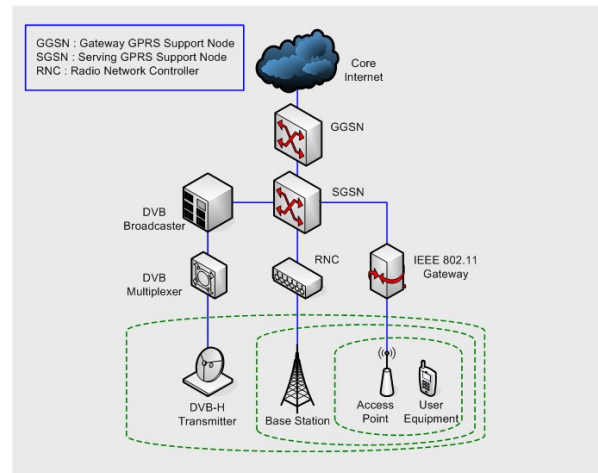 GGSN : Gateway GPRS Support Node
SGSN : Serving GPRS Support Node
RNC : Radio Network Controller
Core
Internet
GGSN
SGSN
DVB
Broadcaster
RNC
IEEE 802.11
Gateway
DVB
Multiplexer
DVB-H
Transmitter
Base Station
Access
Point
User
Equipment